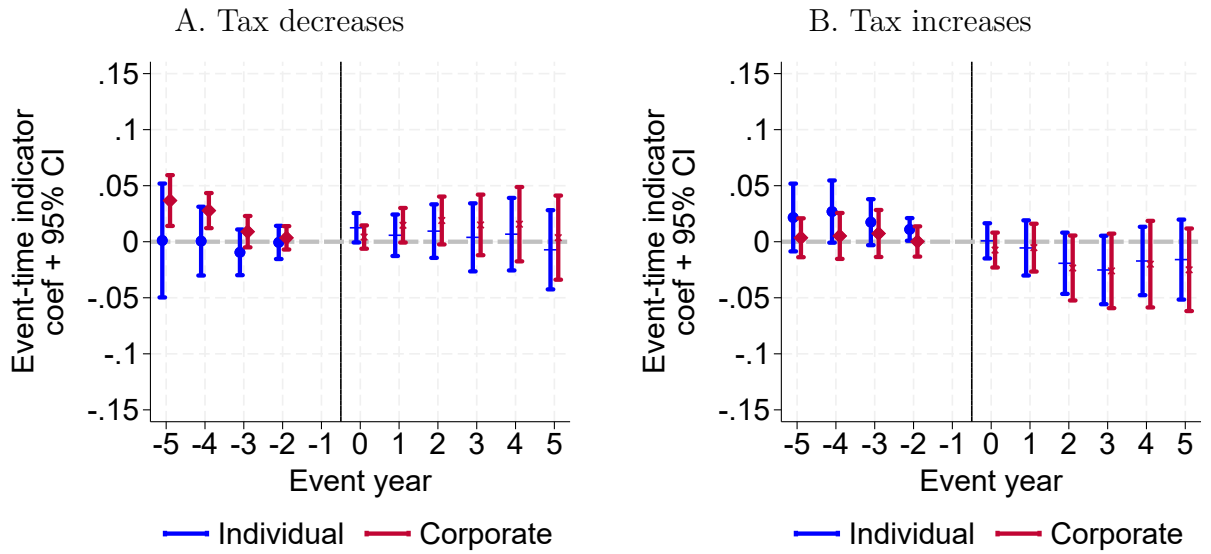 A. Tax decreases
Event-time indicator
coef + 95% CI
.15
.1
.05
0
-.05
-.1
-.15
-5 -4 -3 -2 -1 0 1 2 3 4 5
Event year
Individual Corporate
B. Tax increases
Event-time indicator
coef + 95% CI
.15
.1
.05
0
-.05
-.1
-.15
-5 -4 -3 -2 -1 0 1 2 3 4 5
Event year
Individual Corporate